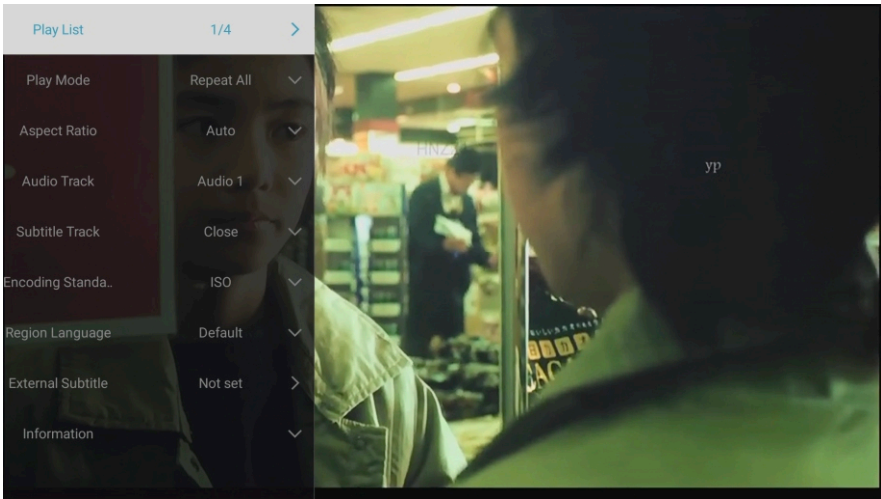 Play List 1/4
Play Mode Repeat All
Aspect Ratio Auto
Audio Track Audio 1
Subtitle Track Close
Encoding Standa..
ISO
Region Language Default
External Subtitle Not set
Information
HNZ
yp